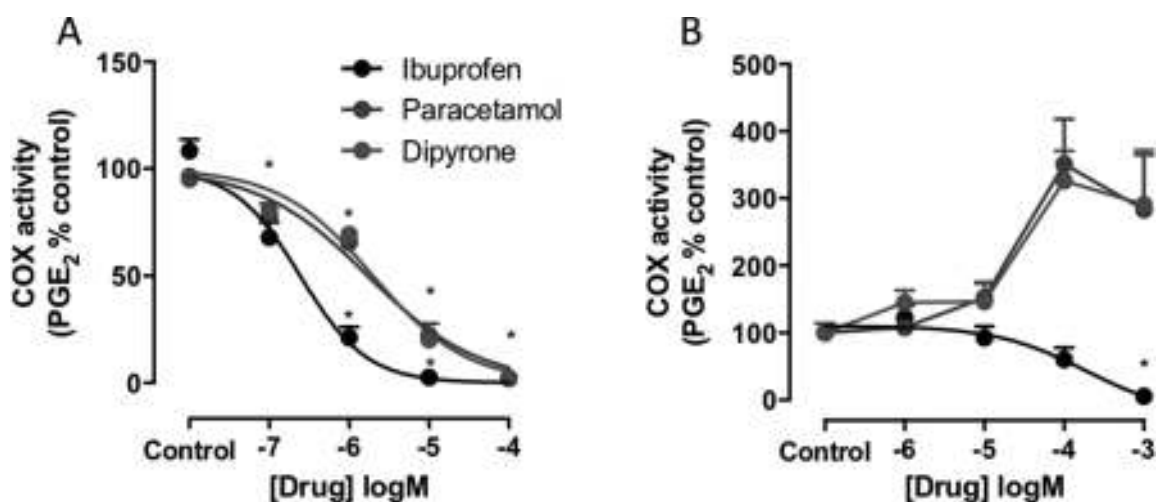 A
150
100
50
0
COX activity
(PGE₂ % control)
Ibuprofen
Paracetamol
Dipyrone
*
*
*
*
*
*
Control
-7
-6
-5
-4
[Drug] logM
B
500
400
300
200
100
0
COX activity
(PGE₂ % control)
*
Control
-6
-5
-4
-3
[Drug] logM